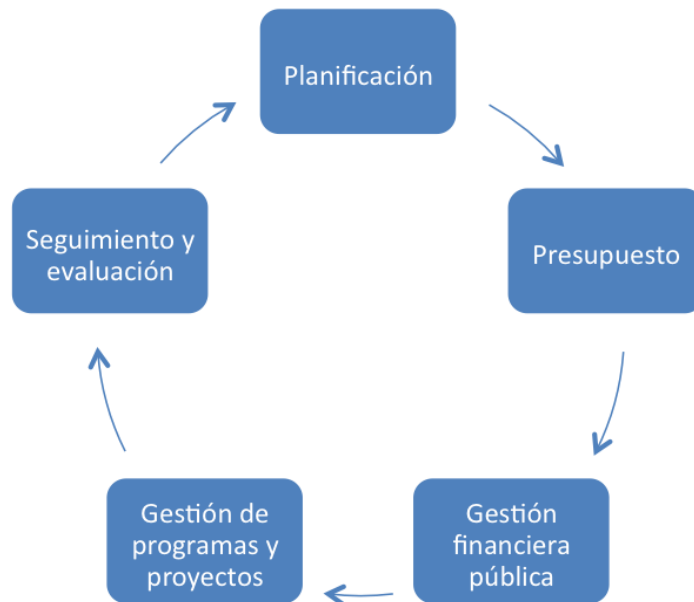 Planificación
Presupuesto
Gestión
financiera
pública
Gestión de
programas y
proyectos
Seguimiento y
evaluación